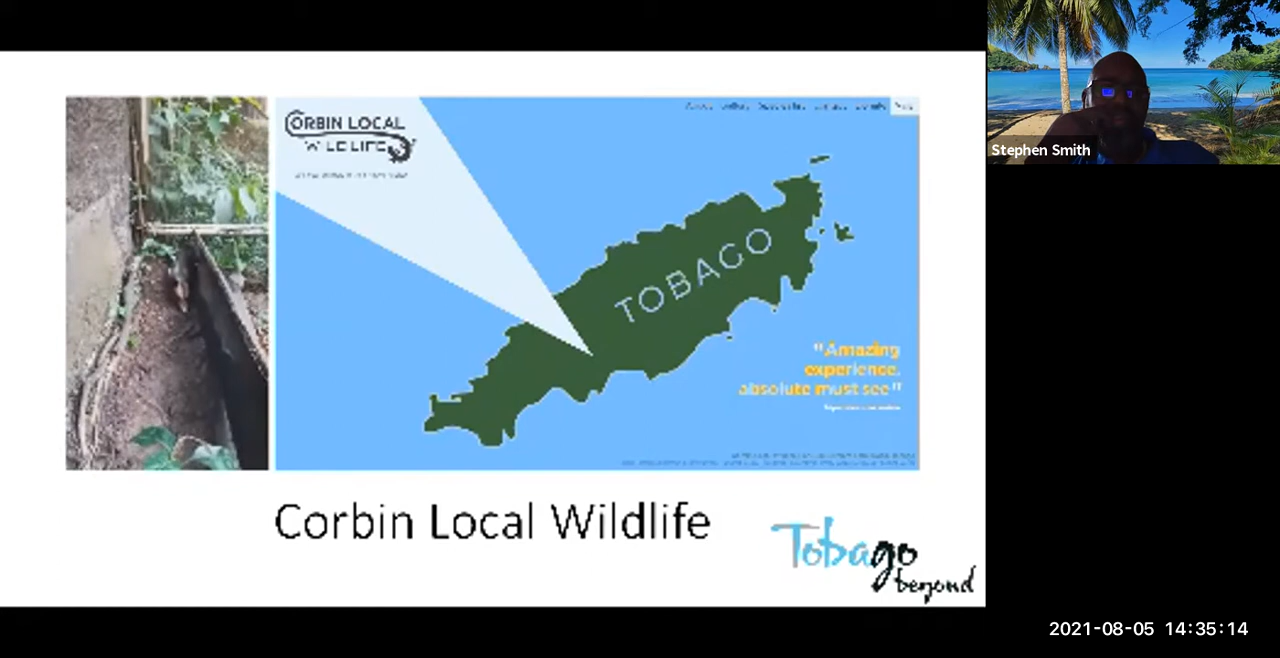 Stephen Smith
ORBIN LOCAL
WILDLIFE
TOBAGO
"Amazing
experience,
absolute must see"
Corbin Local Wildlife
Tobago
beyond
2021-08-05 14:35:14